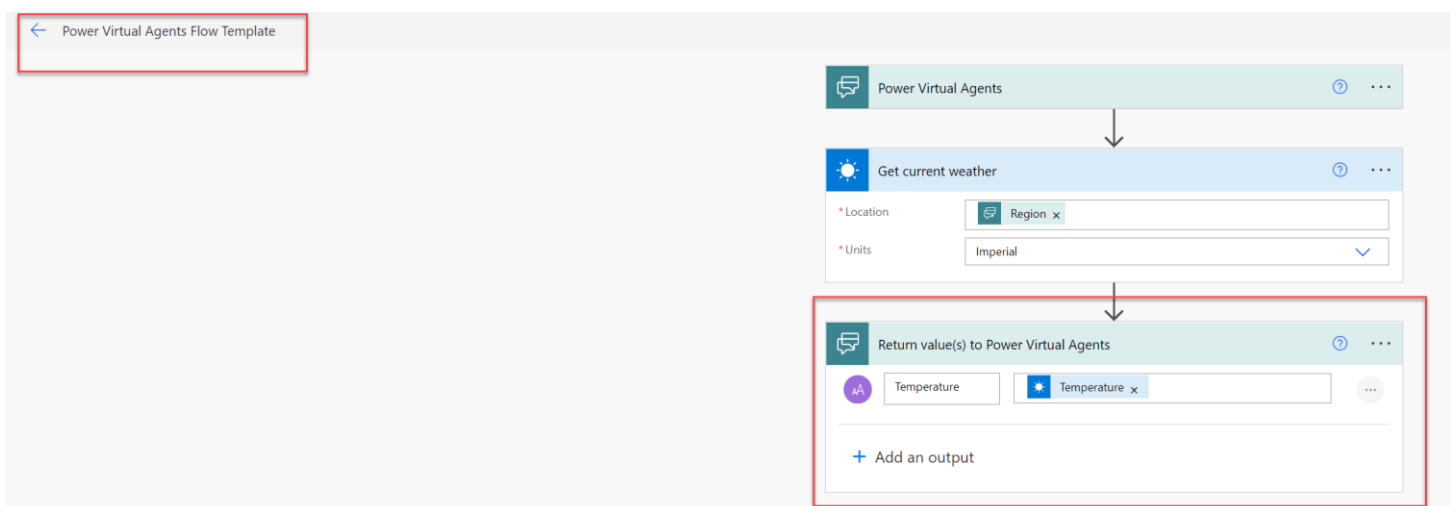 Power Virtual Agents Flow Template
Power Virtual Agents
Get current weather
* Location
Region ×
* Units
Imperial
Return value(s) to Power Virtual Agents
AA Temperature
Temperature ×
+ Add an output